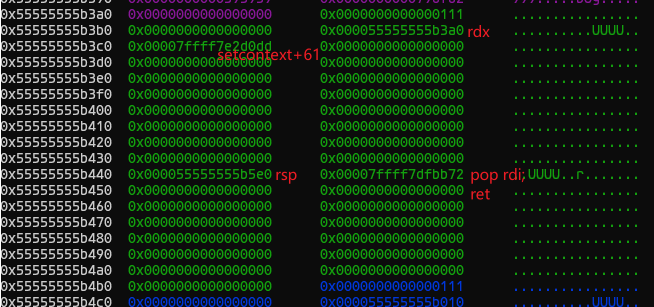 0x55555555b3a0 0x0000000000000000 0x0000000000000111 ................
0x55555555b3b0 0x0000000000000000 0x000055555555b3a0 rdx ..........UUUU..
0x55555555b3c0 0x00007ffff7e2d0dd 0x0000000000000000
setcontext+61
0x55555555b3d0 0x0000000000000000 0x0000000000000000 ................
0x55555555b3e0 0x0000000000000000 0x0000000000000000 ................
0x55555555b3f0 0x0000000000000000 0x0000000000000000 ................
0x55555555b400 0x0000000000000000 0x0000000000000000 ................
0x55555555b410 0x0000000000000000 0x0000000000000000 ................
0x55555555b420 0x0000000000000000 0x0000000000000000 ................
0x55555555b430 0x0000000000000000 0x0000000000000000 ................
0x55555555b440 0x000055555555b5e0 rsp 0x00007ffff7dfbb72 pop rdi; UUUU..r.......
0x55555555b450 0x0000000000000000 0x0000000000000000 ret ................
0x55555555b460 0x0000000000000000 0x0000000000000000 ................
0x55555555b470 0x0000000000000000 0x0000000000000000 ................
0x55555555b480 0x0000000000000000 0x0000000000000000 ................
0x55555555b490 0x0000000000000000 0x0000000000000000 ................
0x55555555b4a0 0x0000000000000000 0x0000000000000000 ................
0x55555555b4b0 0x0000000000000000 0x0000000000000111 ................
0x55555555b4c0 0x0000000000000000 0x000055555555b010 ..........UUUU..